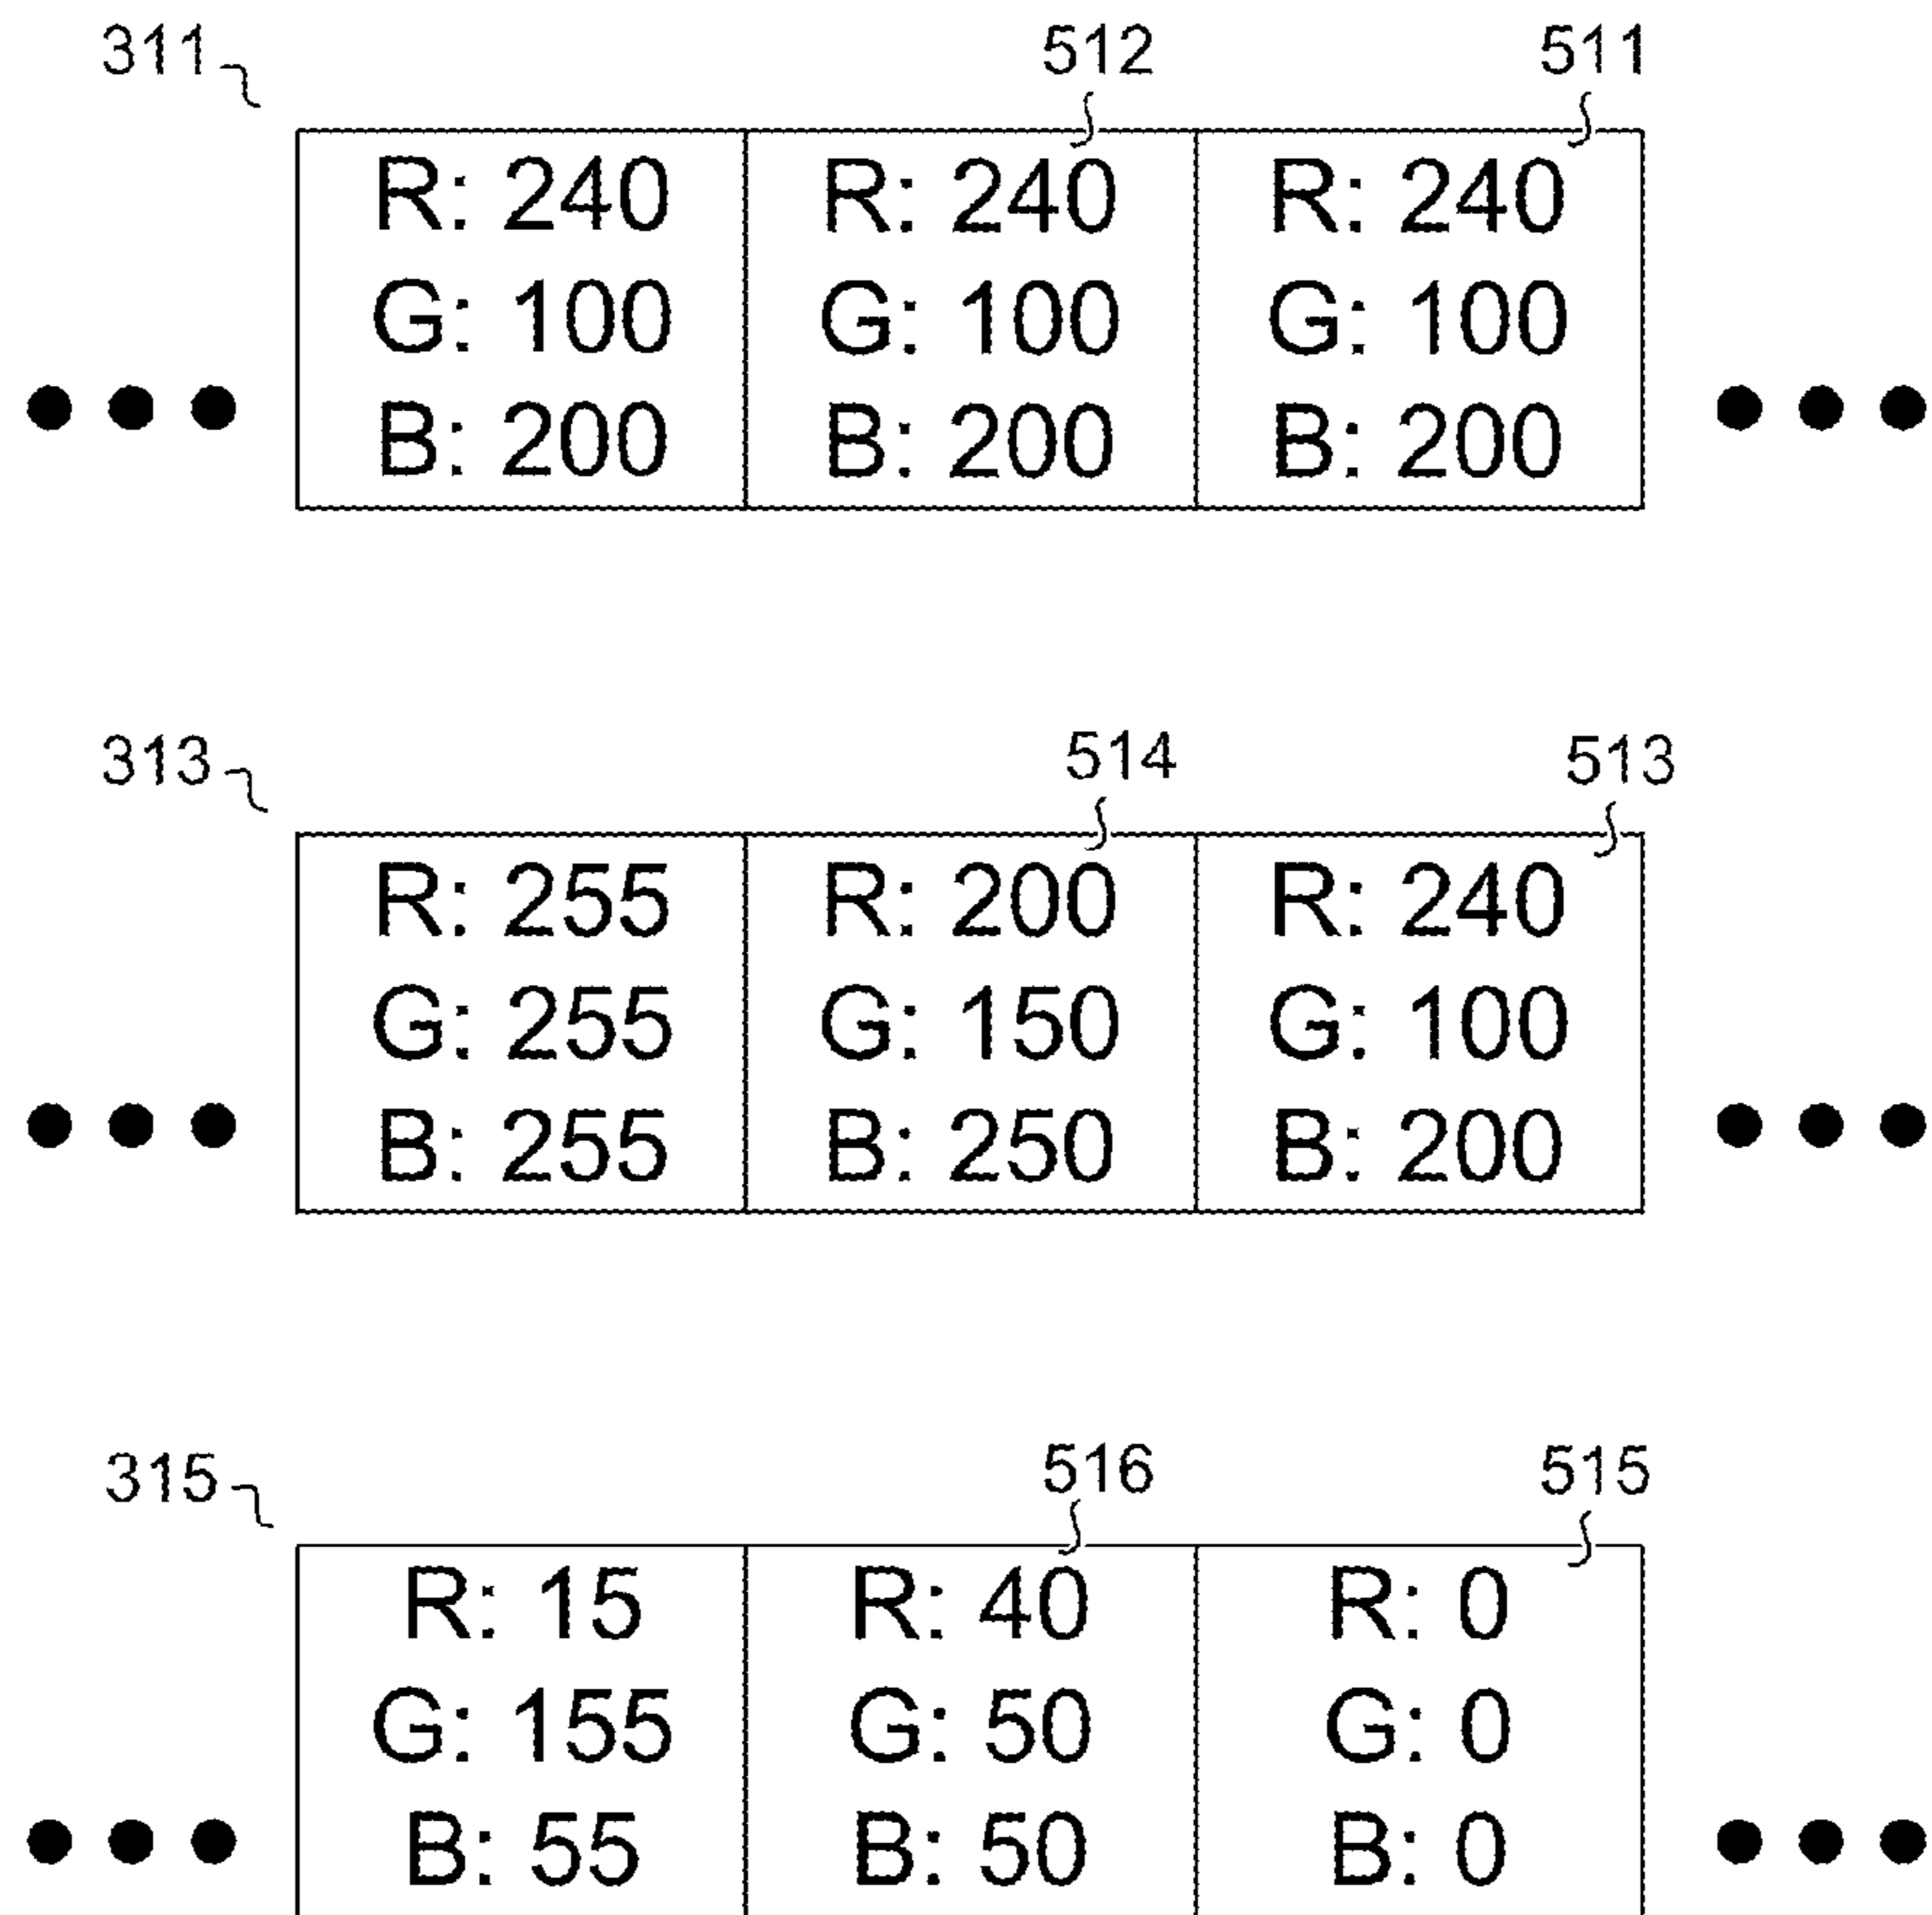 311 512 511
R: 240 R: 240 R: 240
G: 100 G: 100 G: 100
B: 200 B: 200 B: 200
313 514 513
R: 255 R: 200 R: 240
G: 255 G: 150 G: 100
B: 255 B: 250 B: 200
315 516 515
R: 15 R: 40 R: 0
G: 155 G: 50 G: 0
B: 55 B: 50 B: 0